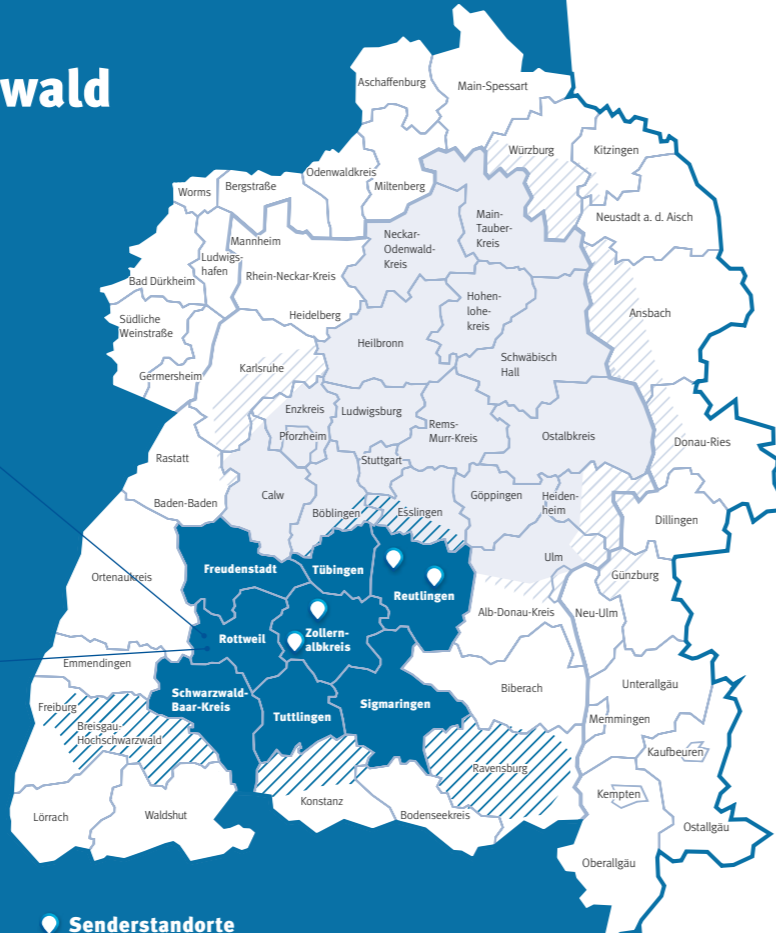 wald
Aschaffenburg
Main-Spessart
Würzburg
Kitzingen
Odenwaldkreis
Miltenberg
Worms
Bergstraße
Neustadt a. d. Aisch
Main-
Tauber-
Kreis
Neckar-
Odenwald-
Kreis
Mannheim
Ludwigs-
hafen
Rhein-Neckar-Kreis
Bad Dürkheim
Hohen-
lohe-
kreis
Ansbach
Südliche
Weinstraße
Heidelberg
Heilbronn
Schwäbisch
Hall
Karlsruhe
Germersheim
Enzkreis
Ludwigsburg
Rems-
Murr-Kreis
Pforzheim
Ostalbkreis
Donau-Ries
Rastatt
Stuttgart
Baden-Baden
Calw
Böblingen
Esslingen
Göppingen
Heiden-
heim
Dillingen
Ulm
Ortenaukreis
Freudenstadt
Tübingen
Reutlingen
Günzburg
Alb-Donau-Kreis
Neu-Ulm
Rottweil
Zollern-
albkreis
Emmendingen
Biberach
Unterallgäu
Schwarzwald-
Baar-Kreis
Tuttlingen
Sigmaringen
Freiburg
Breisgau-
Hochschwarzwald
Memmingen
Kaufbeuren
Ravensburg
Kempten
Konstanz
Bodenseekreis
Lörrach
Waldshut
Ostallgäu
Oberallgäu
Senderstandorte